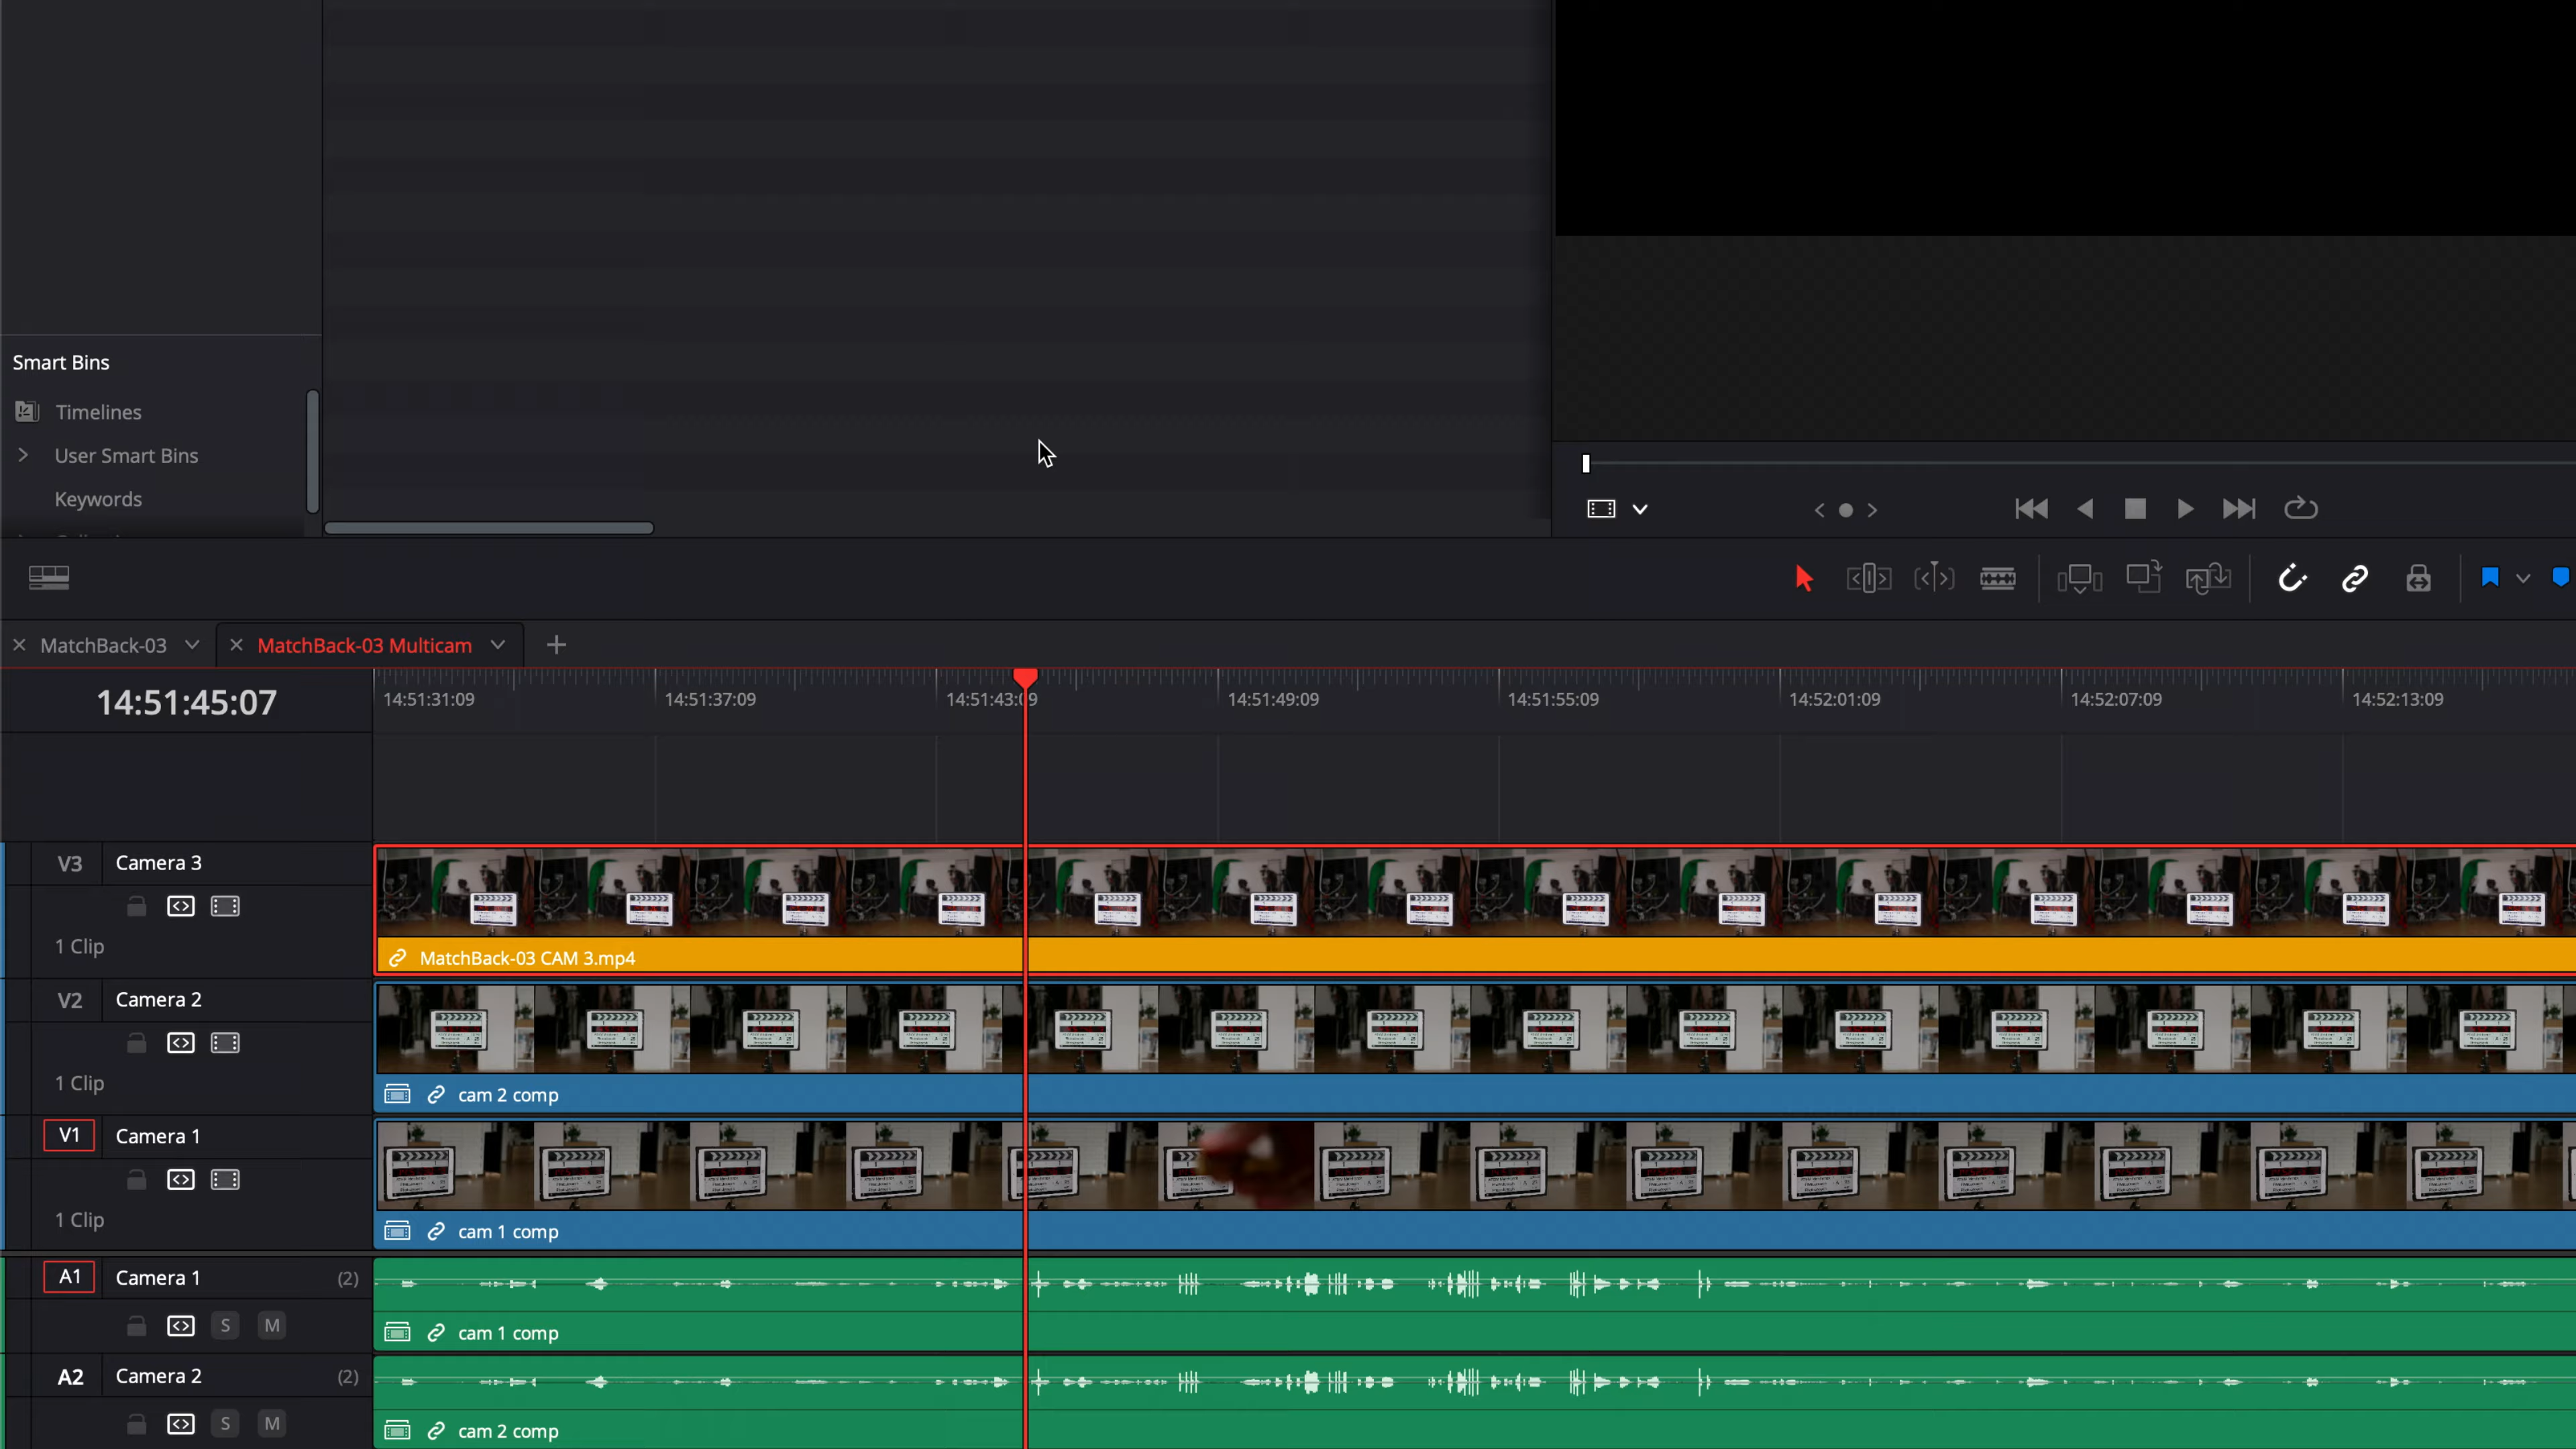 Smart Bins
Timelines
User Smart Bins
Keywords
MatchBack-03
MatchBack-03 Multicam
14:51:45:07
14:51:31:09
14:51:37:09
14:51:43:09
14:51:49:09
14:51:55:09
14:52:01:09
14:52:07:09
14:52:13:09
V3 Camera 3
1 Clip
MatchBack-03 CAM 3.mp4
V2 Camera 2
1 Clip
cam 2 comp
V1 Camera 1
1 Clip
cam 1 comp
A1 Camera 1 (2)
S M
cam 1 comp
A2 Camera 2 (2)
S M
cam 2 comp